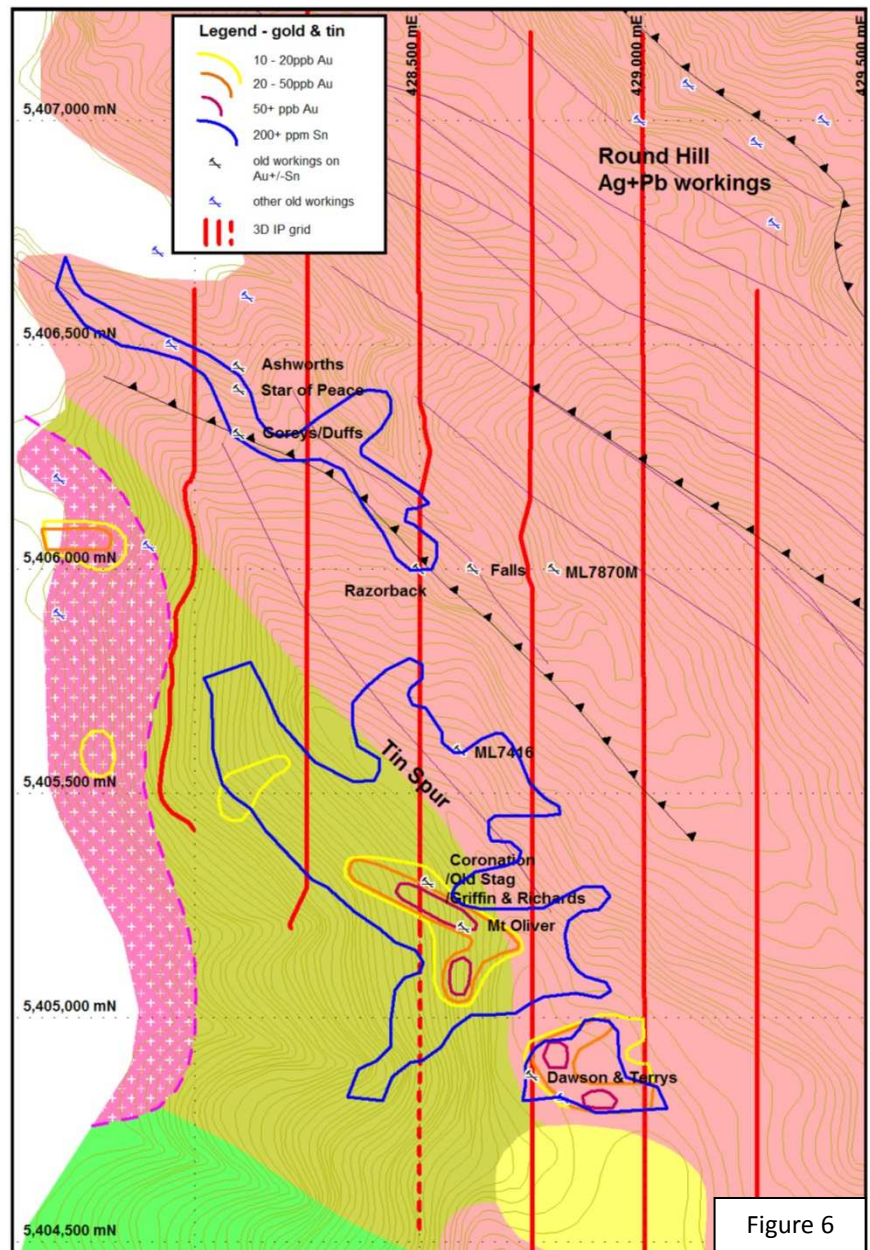 Legend - gold & tin
10 - 20ppb Au
20 - 50ppb Au
50+ ppb Au
200+ ppm Sn
old workings on
Au+/-Sn
other old workings
3D IP grid
428,500 mE
429,000 mE
429,500 mE
5,407,000 mN
Round Hill
Ag+Pb workings
5,406,500 mN
Ashworths
Star of Peace
Goreys/Duffs
5,406,000 mN
Falls
ML7870M
Razorback
ML7416
Tin Spur
5,405,500 mN
Coronation
/Old Stag
/Griffin & Richards
Mt Oliver
5,405,000 mN
Dawson & Terrys
5,404,500 mN
Figure 6